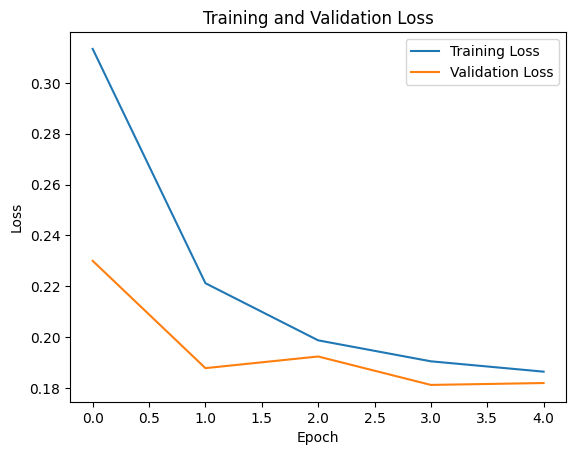 Training and Validation Loss
Training Loss
Validation Loss
0.30
0.28
0.26
0.24
0.22
0.20
0.18
Loss
0.0 0.5 1.0 1.5 2.0 2.5 3.0 3.5 4.0
Epoch